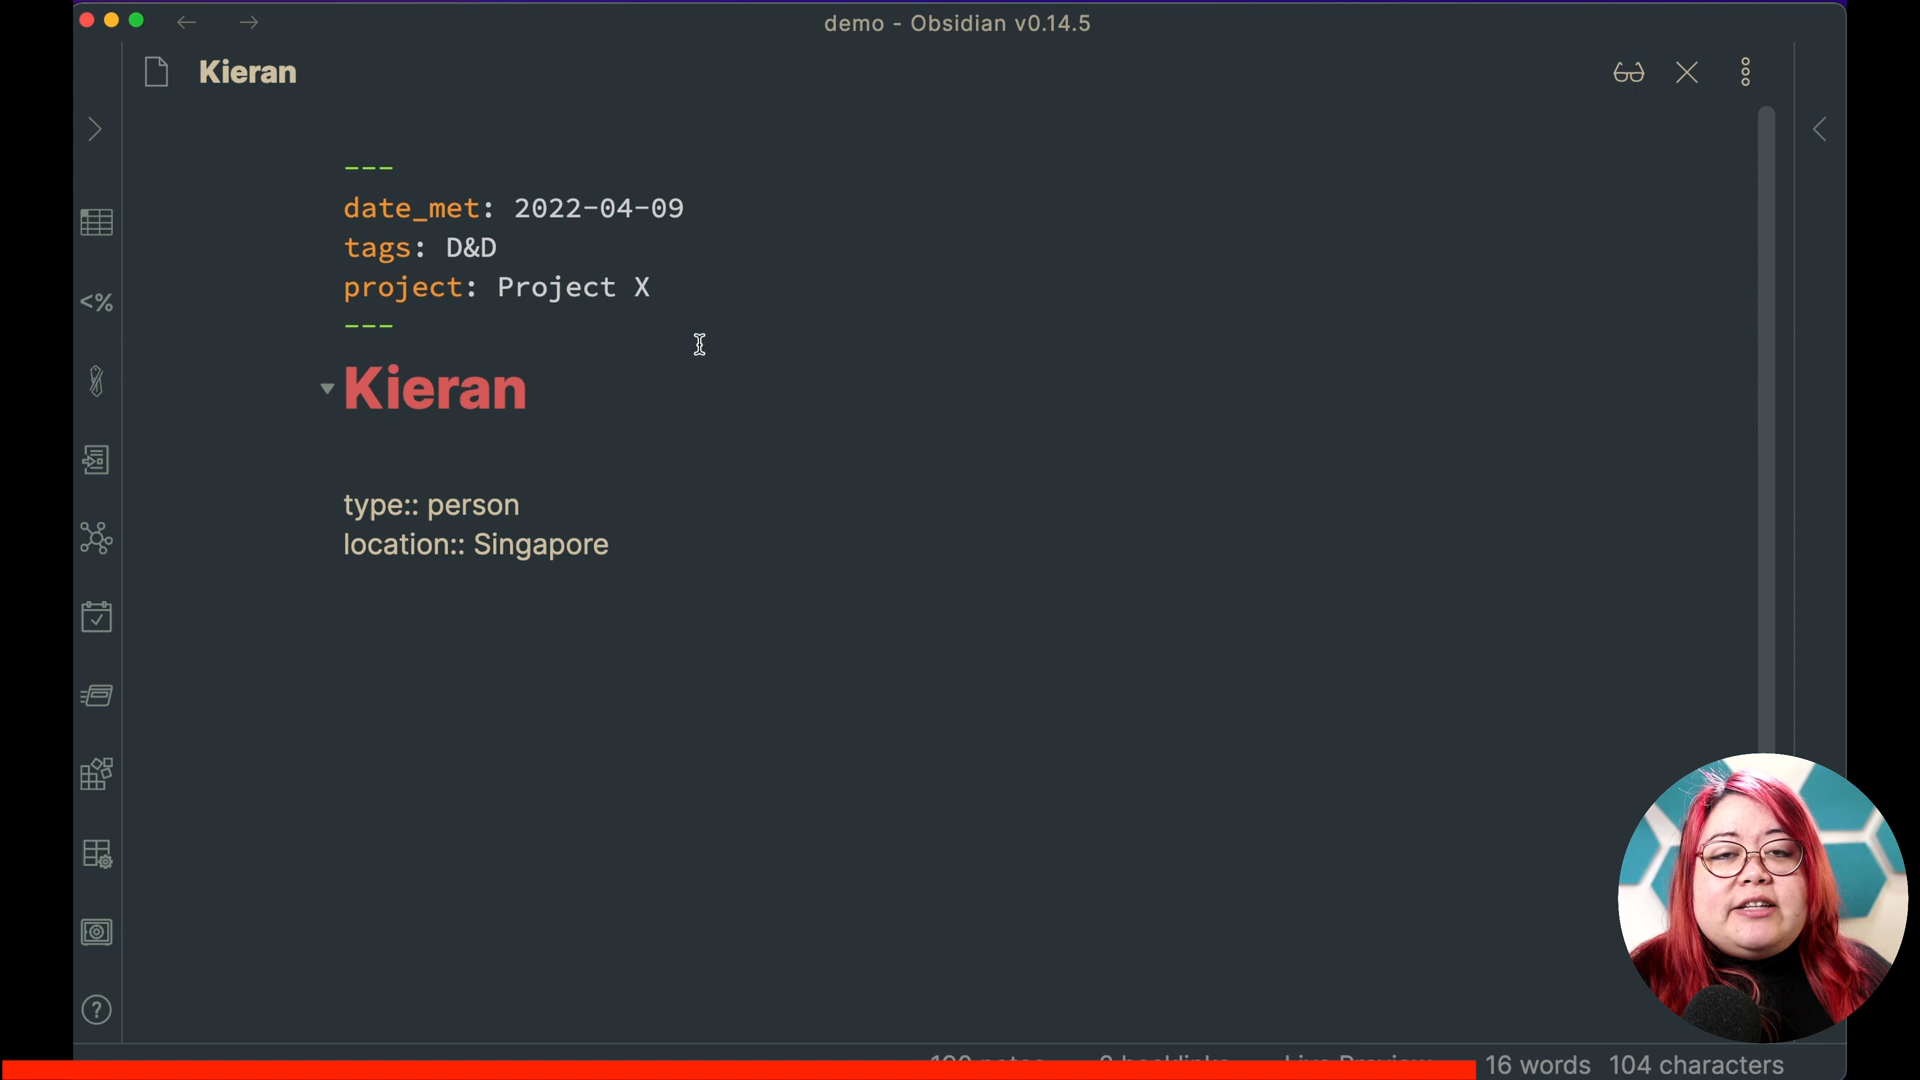 demo - Obsidian v0.14.5
Kieran
---
date_met: 2022-04-09
tags: D&D
project: Project X
---
Kieran
type:: person
location:: Singapore
<%
?
16 words 104 characters